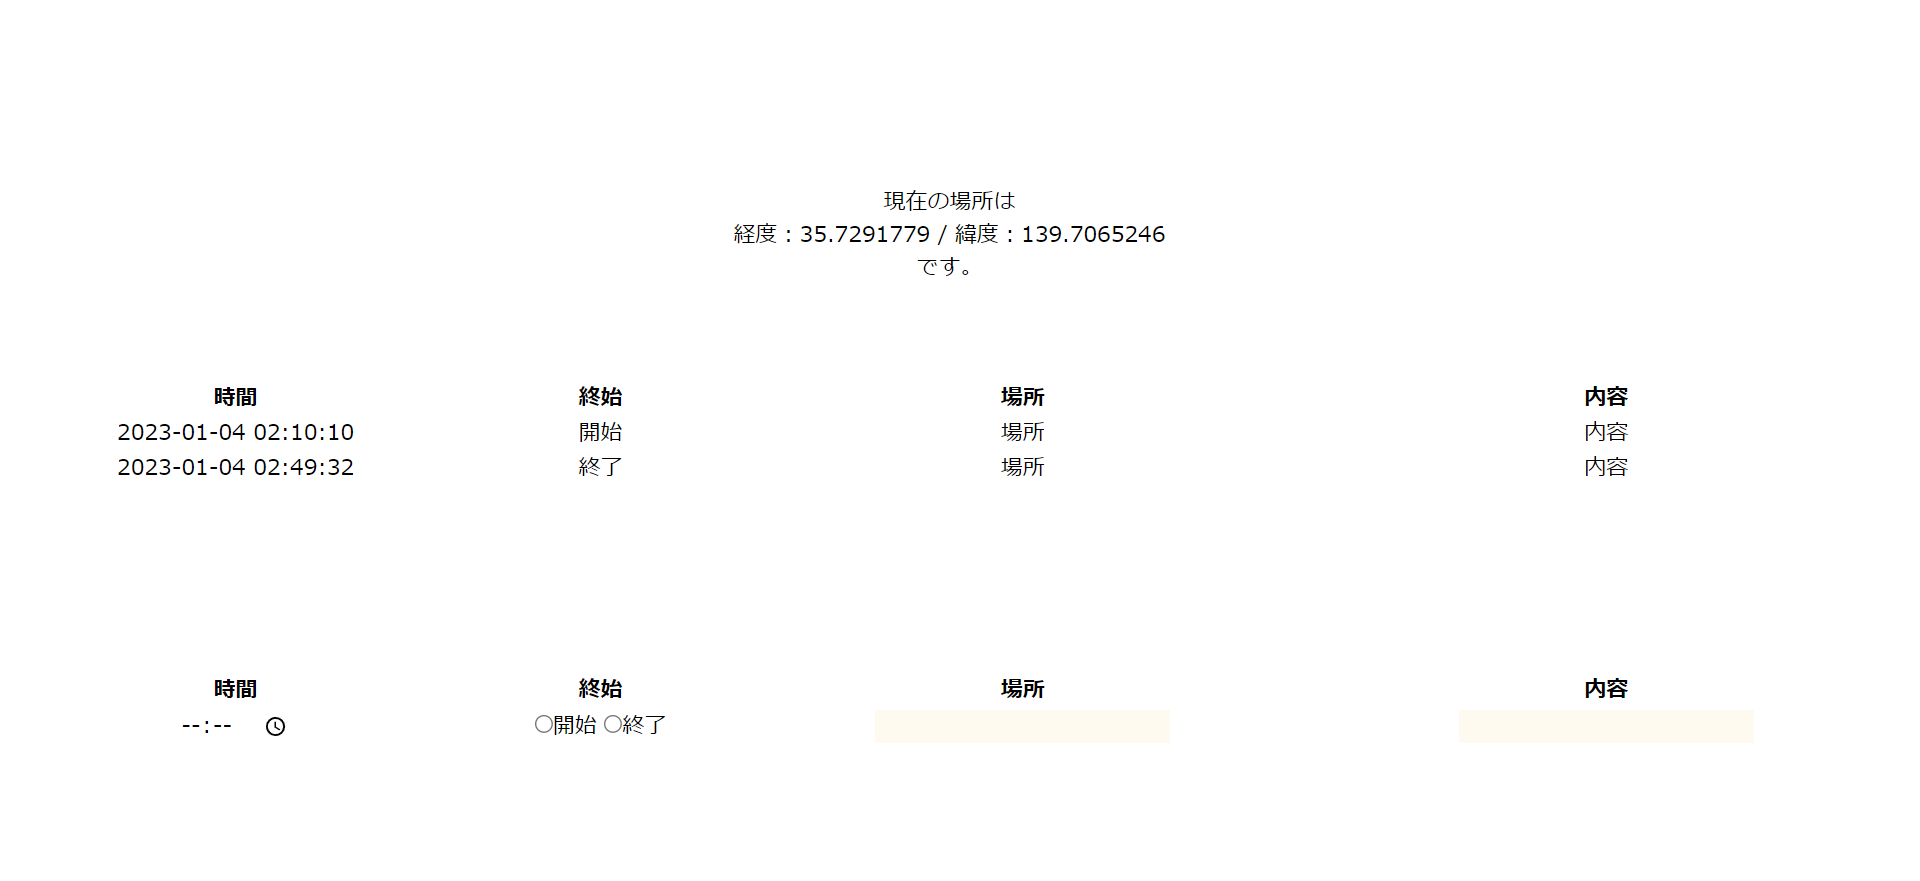 現在の場所は
経度：35.7291779 / 緯度：139.7065246
です。
時間 終始 場所 内容
2023-01-04 02:10:10 開始 場所 内容
2023-01-04 02:49:32 終了 場所 内容
時間 終始 場所 内容
--:-- 開始 終了